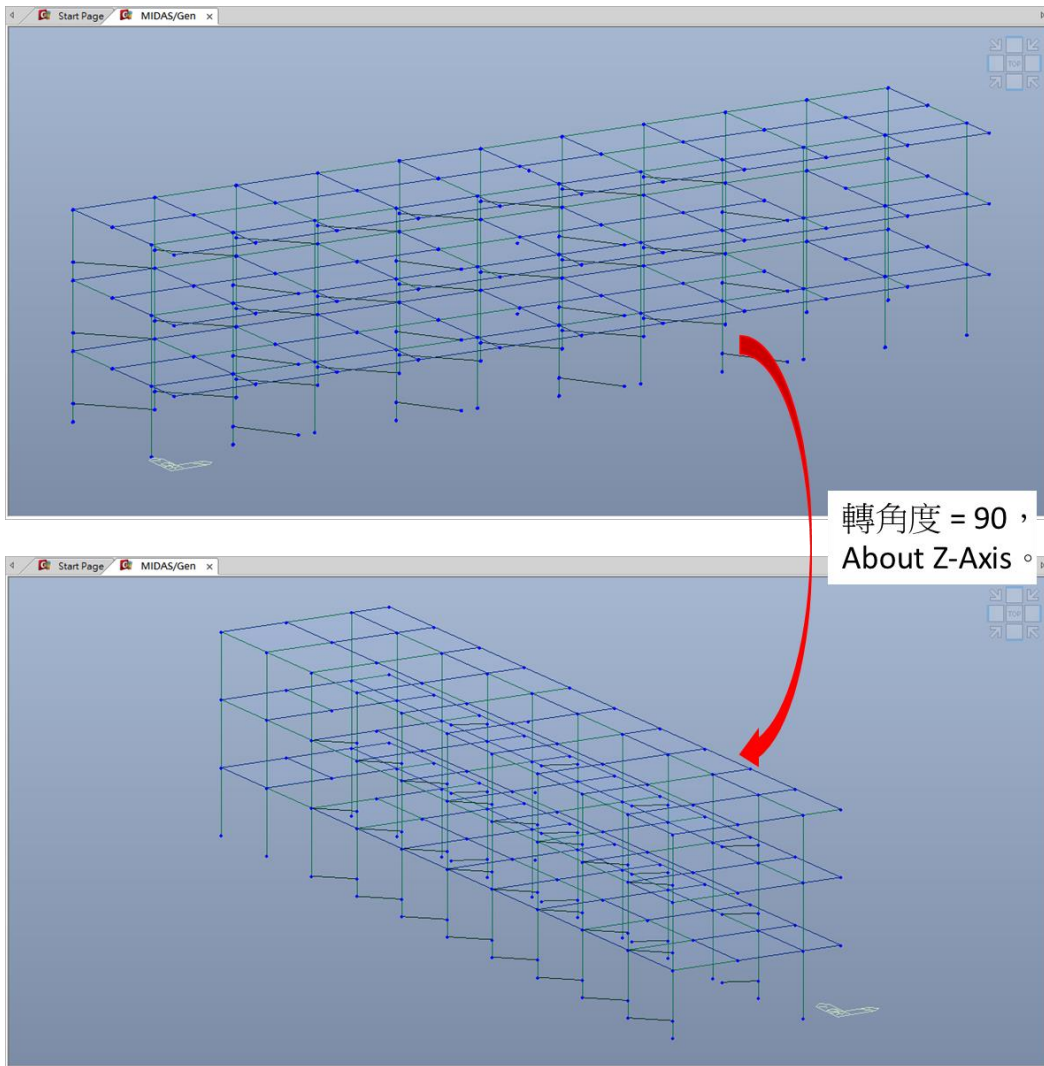 Start Page MIDAS/Gen x
TOP
轉角度 = 90，
About Z-Axis。
Start Page MIDAS/Gen x
TOP